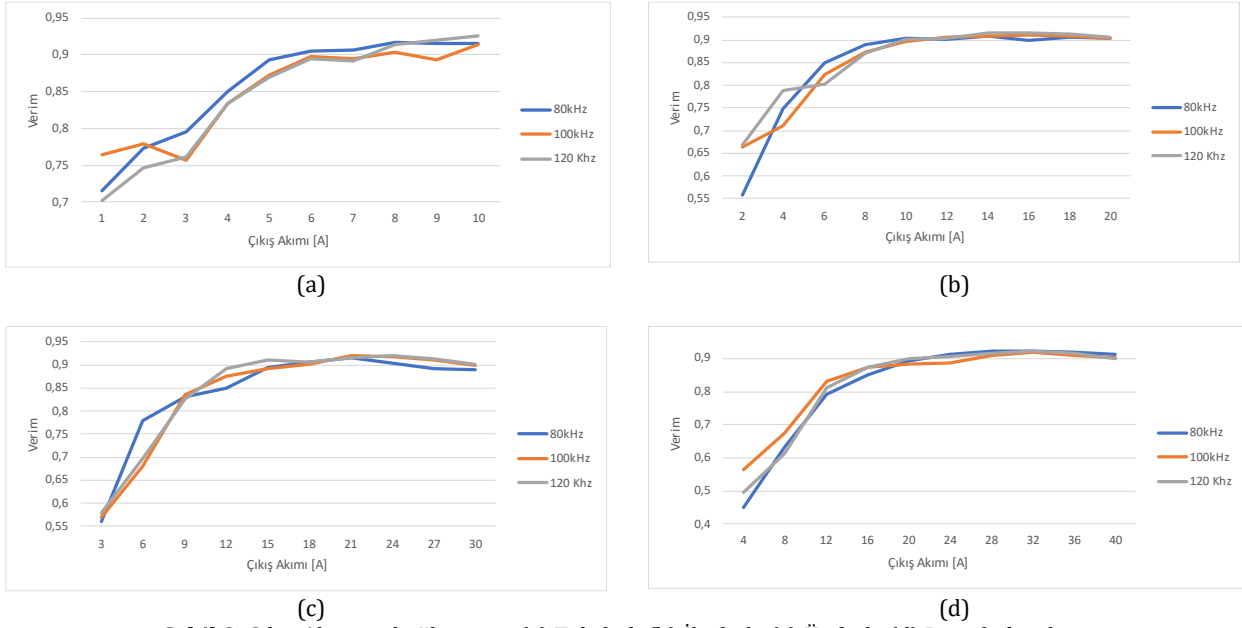 0,95
0,9
0,85
0,8
0,75
0,7
Verim
1 2 3 4 5 6 7 8 9 10
Çıkış Akımı [A]
80kHz
100kHz
120 Khz
(a)
0,95
0,9
0,85
0,8
0,75
0,7
0,65
0,6
0,55
Verim
2 4 6 8 10 12 14 16 18 20
Çıkış Akımı [A]
80kHz
100kHz
120 Khz
(b)
0,95
0,9
0,85
0,8
0,75
0,7
0,65
0,6
0,55
Verim
3 6 9 12 15 18 21 24 27 30
Çıkış Akımı [A]
80kHz
100kHz
120 Khz
(c)
0,9
0,8
0,7
0,6
0,5
0,4
Verim
4 8 12 16 20 24 28 32 36 40
Çıkış Akımı [A]
80kHz
100kHz
120 Khz
(d)